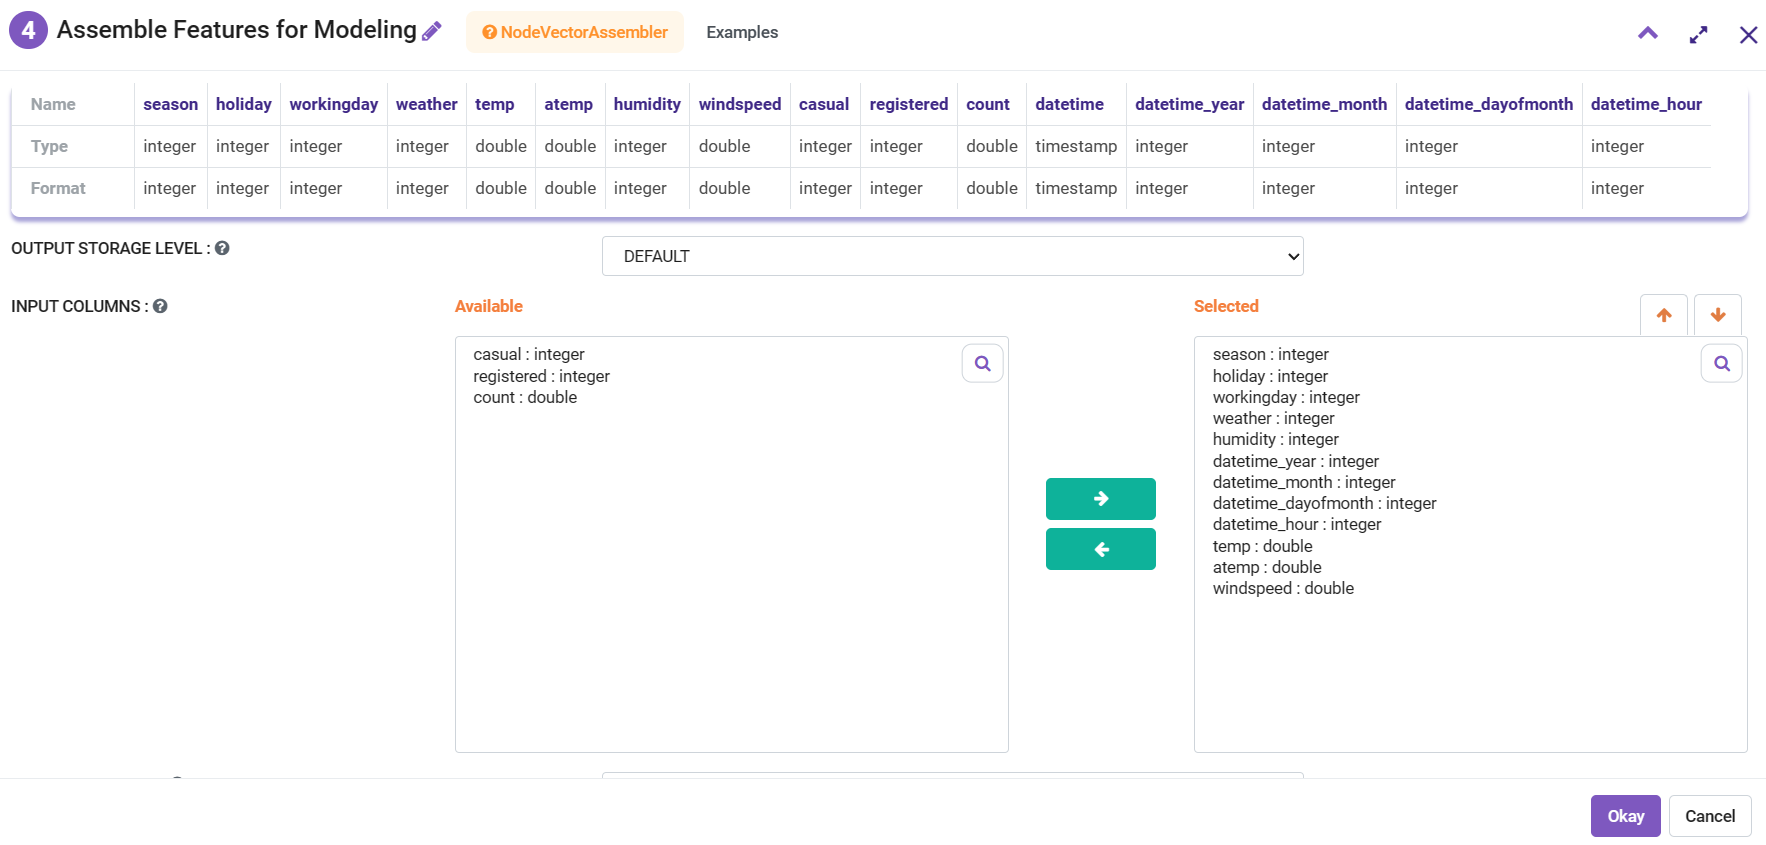 4 Assemble Features for Modeling NodeVectorAssembler Examples
Name season holiday workingday weather temp atemp humidity windspeed casual registered count datetime datetime_year datetime_month datetime_dayofmonth datetime_hour
Type integer integer integer integer double double integer double integer integer double timestamp integer integer integer integer
Format integer integer integer integer double double integer double integer integer double timestamp integer integer integer integer
OUTPUT STORAGE LEVEL :
DEFAULT
INPUT COLUMNS :
Available
casual : integer
registered : integer
count : double
Selected
season : integer
holiday : integer
workingday : integer
weather : integer
humidity : integer
datetime_year : integer
datetime_month : integer
datetime_dayofmonth : integer
datetime_hour : integer
temp : double
atemp : double
windspeed : double
Okay Cancel